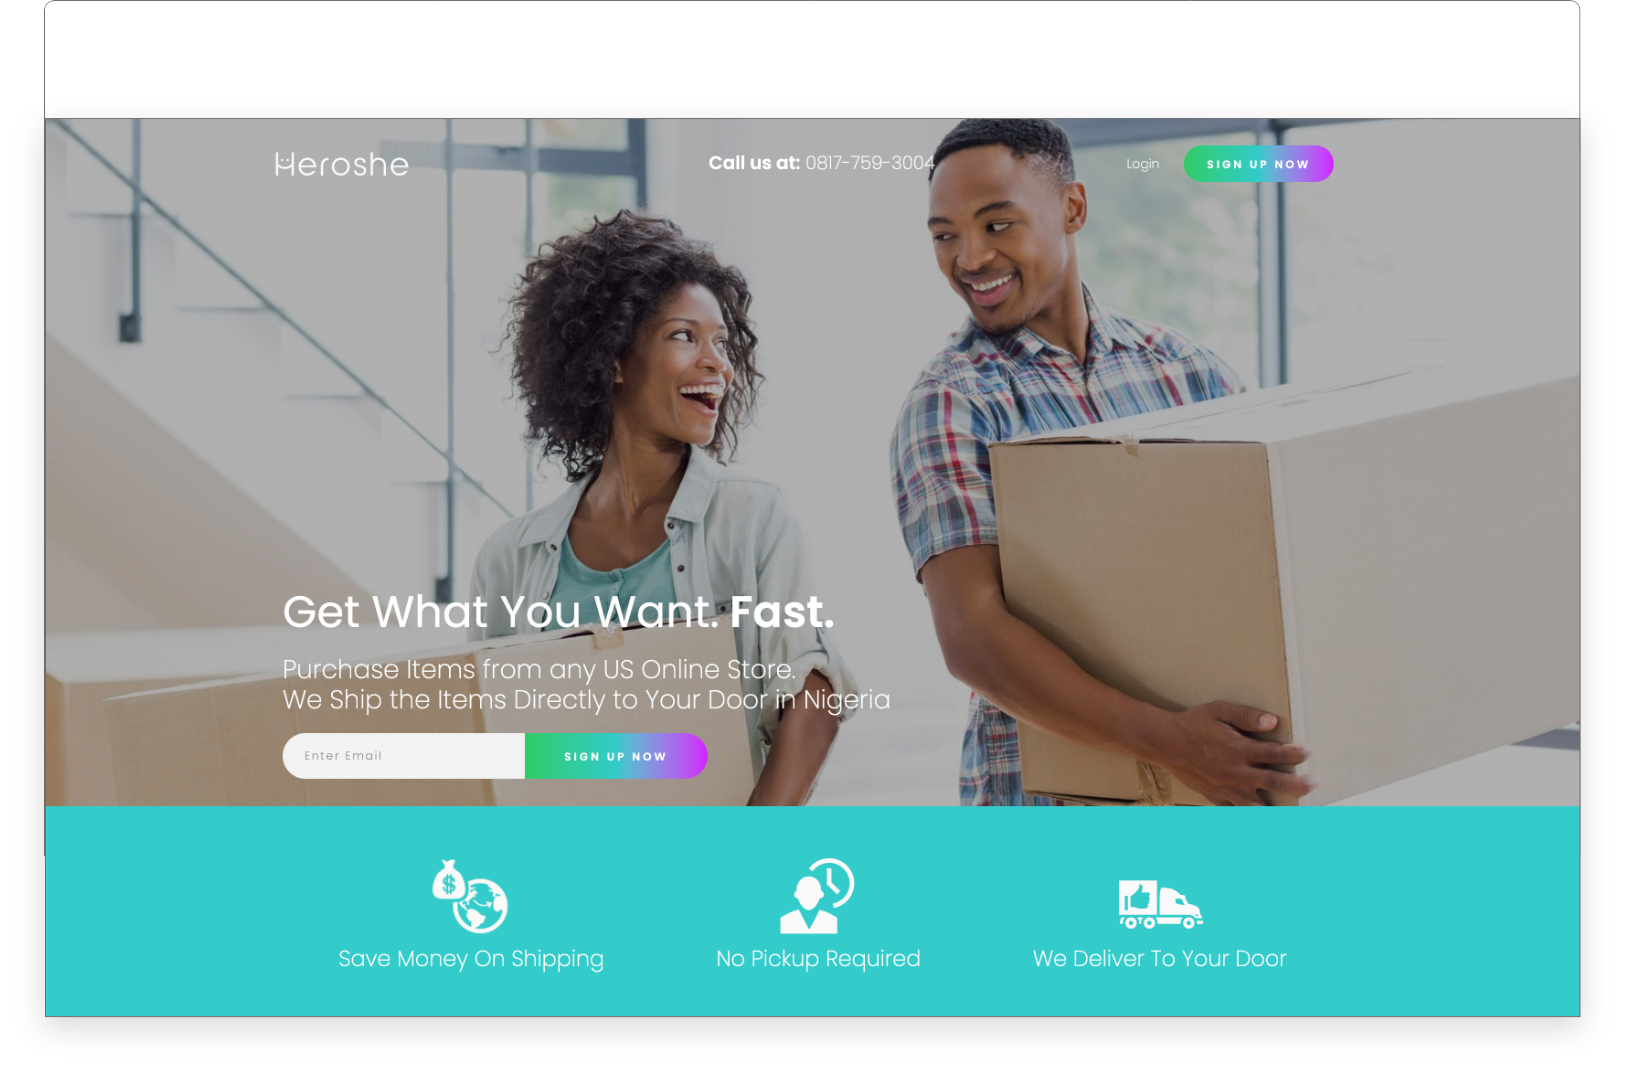 Heroshe
Call us at: 0817-759-3004
Login
SIGN UP NOW
Get What You Want. Fast.
Purchase Items from any US Online Store.
We Ship the Items Directly to Your Door in Nigeria
Enter Email
SIGN UP NOW
$
Save Money On Shipping
No Pickup Required
We Deliver To Your Door